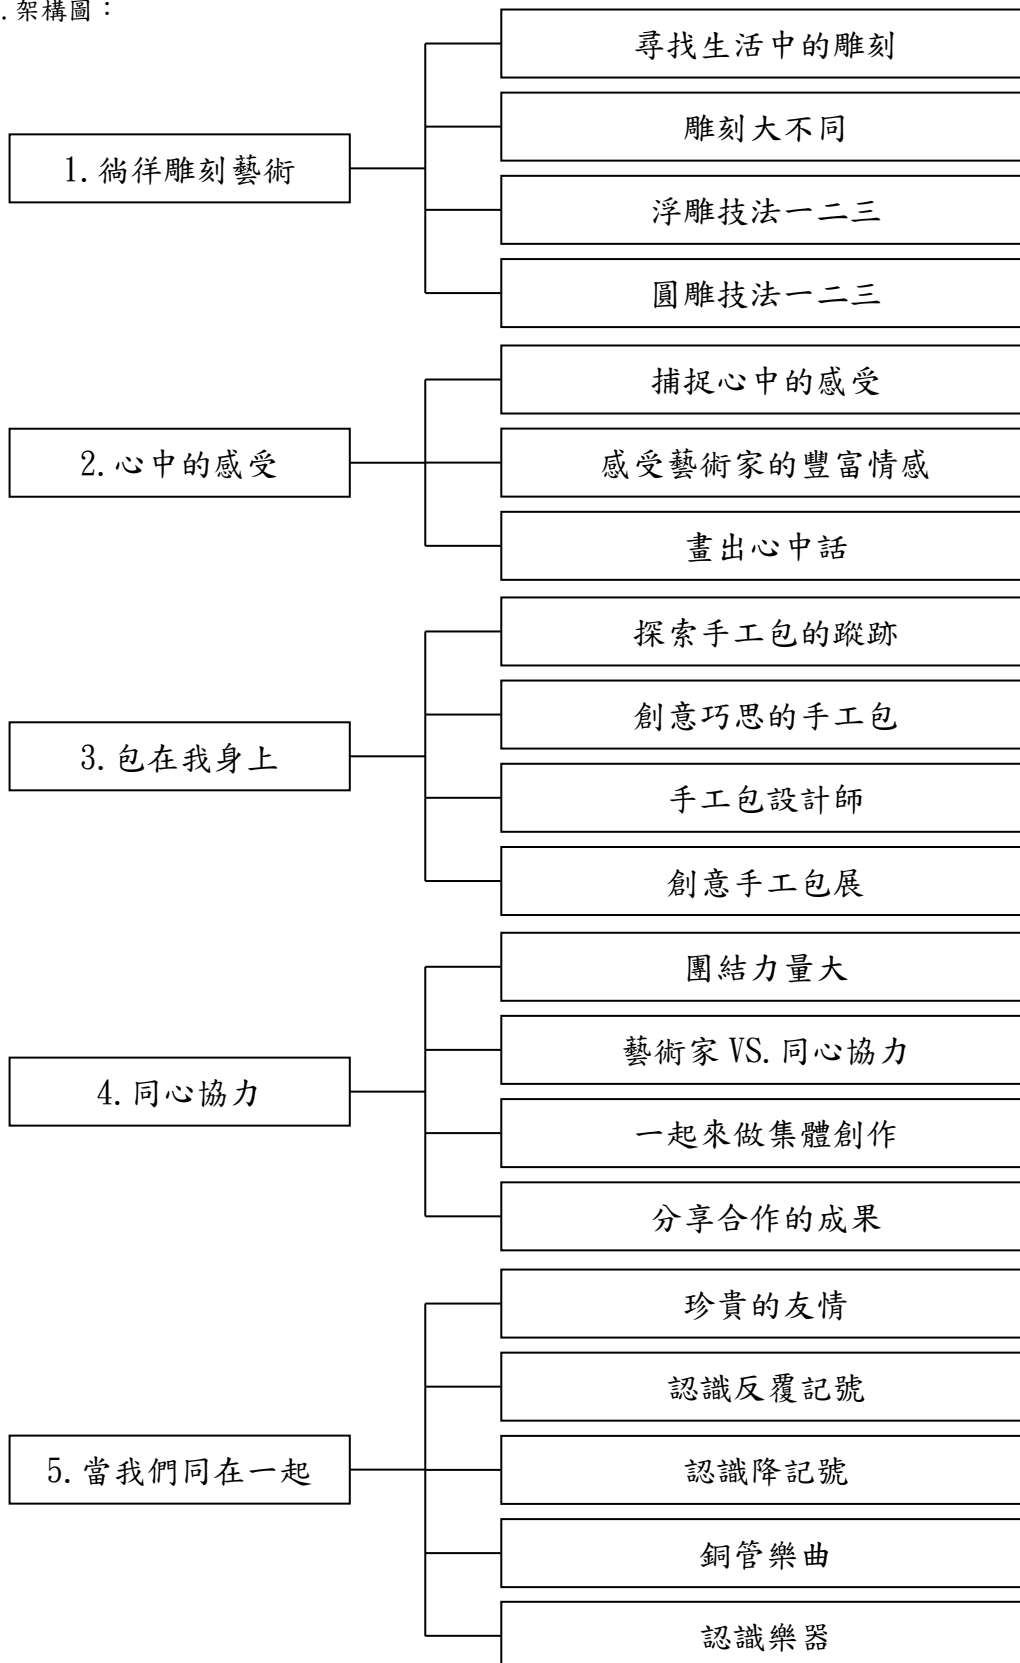 .架構圖：
1.徜徉雕刻藝術
尋找生活中的雕刻
雕刻大不同
浮雕技法一二三
圓雕技法一二三
2.心中的感受
捕捉心中的感受
感受藝術家的豐富情感
畫出心中話
3.包在我身上
探索手工包的蹤跡
創意巧思的手工包
手工包設計師
創意手工包展
4.同心協力
團結力量大
藝術家 VS.同心協力
一起來做集體創作
分享合作的成果
5.當我們同在一起
珍貴的友情
認識反覆記號
認識降記號
銅管樂曲
認識樂器